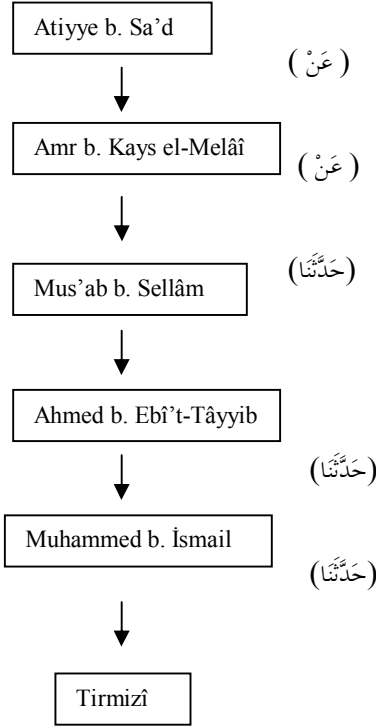 Atiyye b. Sa’d
( عَنْ )
Amr b. Kays el-Melâî
( عَنْ )
Mus’ab b. Sellâm
(حَدَّثَنَا)
Ahmed b. Ebî’t-Tâyyib
(حَدَّثَنَا)
Muhammed b. İsmail
(حَدَّثَنَا)
Tirmizî